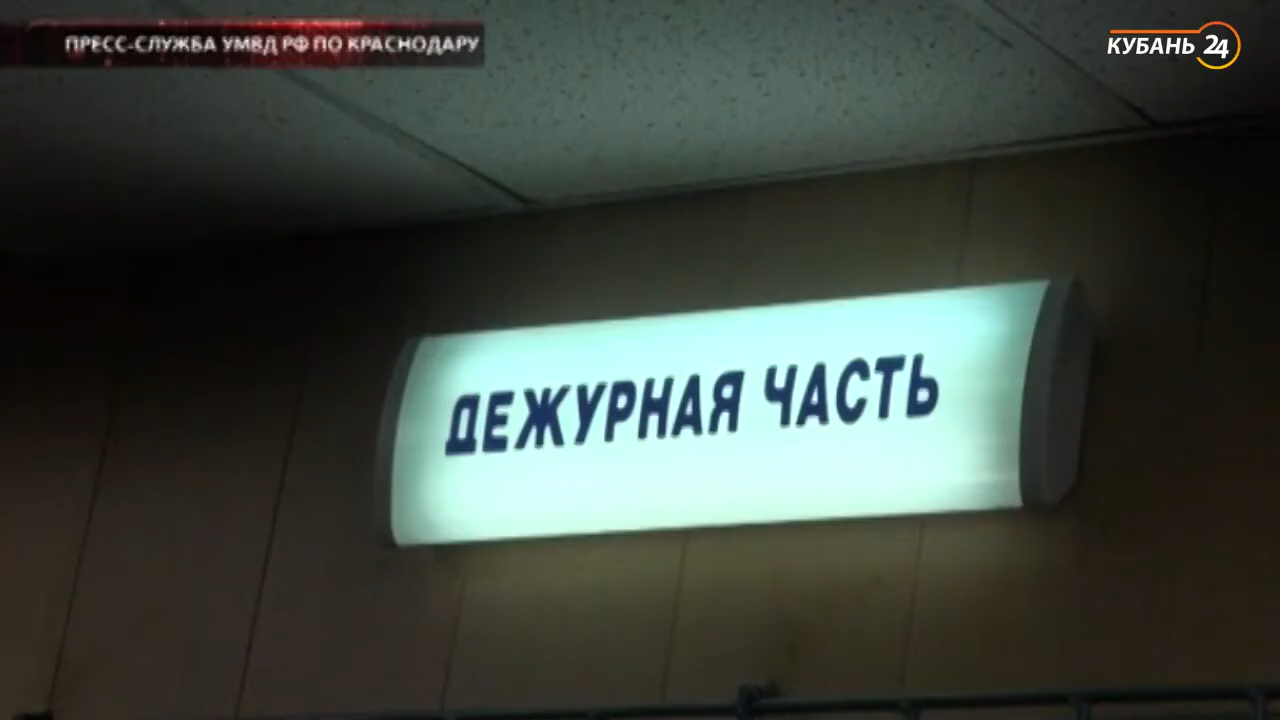 ПРЕСС-СЛУЖБА УМВД РФ ПО КРАСНОДАРУ
КУБАНЬ 24
ДЕЖУРНАЯ ЧАСТЬ